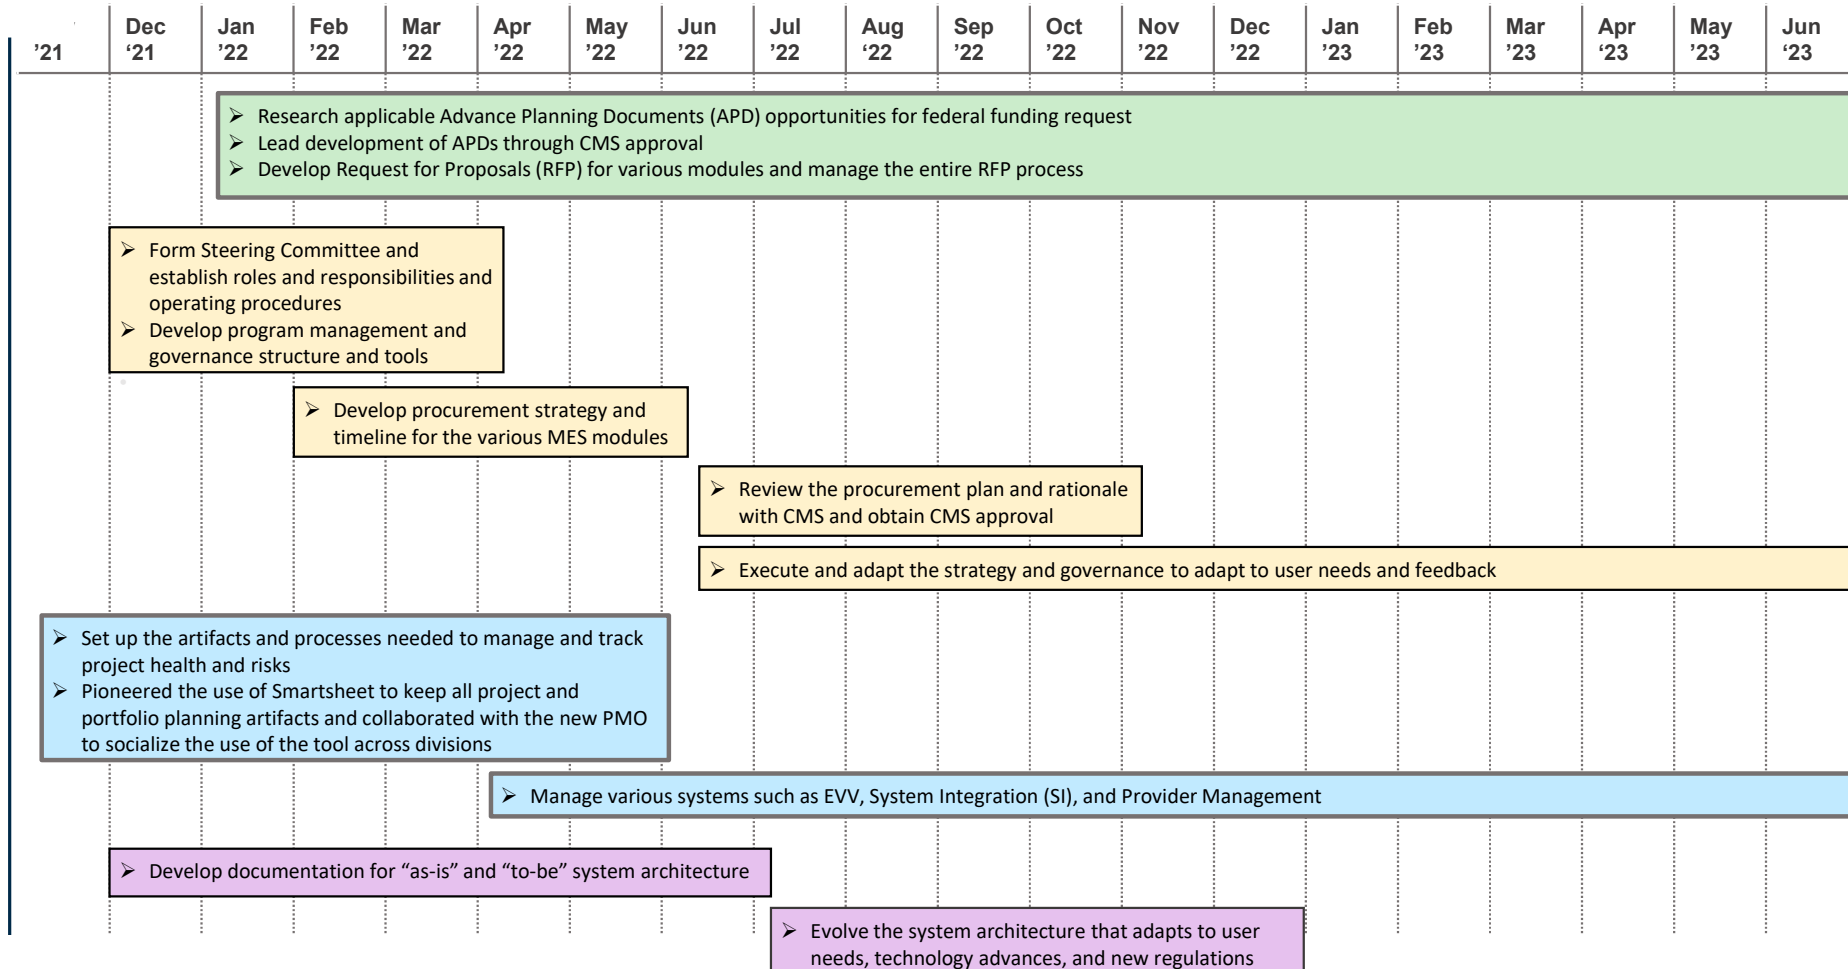 Dec Jan Feb Mar Apr May Jun Jul Aug Sep Oct Nov Dec Jan Feb Mar Apr May Jun
’21 ‘21 ’22 ’22 ’22 ’22 ’22 ’22 ’22 ’22 ’22 ’22 ’22 ’22 ’23 ’23 ’23 ‘23 ’23 ‘23
➢ Research applicable Advance Planning Documents (APD) opportunities for federal funding request
➢ Lead development of APDs through CMS approval
➢ Develop Request for Proposals (RFP) for various modules and manage the entire RFP process
➢ Form Steering Committee and
establish roles and responsibilities and
operating procedures
➢ Develop program management and
governance structure and tools
➢ Develop procurement strategy and
timeline for the various MES modules
➢ Review the procurement plan and rationale
with CMS and obtain CMS approval
➢ Execute and adapt the strategy and governance to adapt to user needs and feedback
➢ Set up the artifacts and processes needed to manage and track
project health and risks
➢ Pioneered the use of Smartsheet to keep all project and
portfolio planning artifacts and collaborated with the new PMO
to socialize the use of the tool across divisions
➢ Manage various systems such as EVV, System Integration (SI), and Provider Management
➢ Develop documentation for “as-is” and “to-be” system architecture
➢ Evolve the system architecture that adapts to user
needs, technology advances, and new regulations